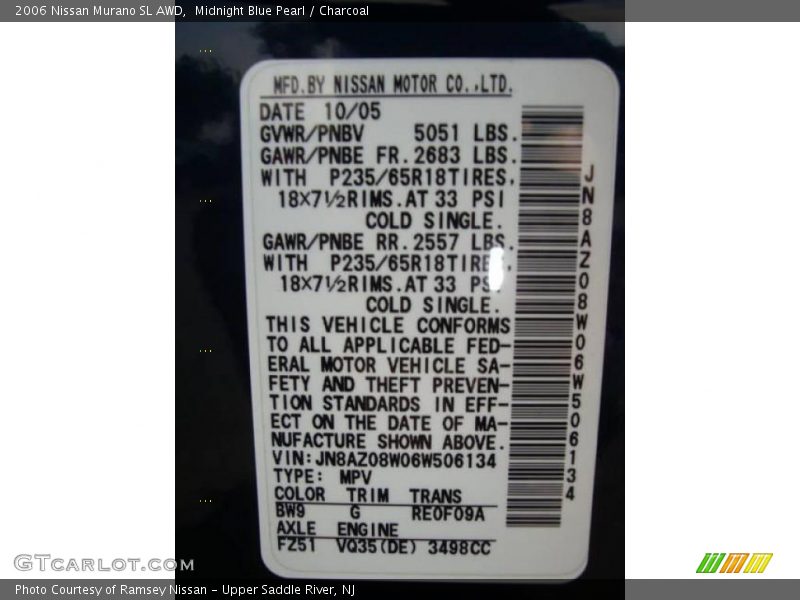 2006 Nissan Murano SL AWD,  Midnight Blue Pearl / Charcoal
MFD.BY NISSAN MOTOR CO.,LTD.
DATE 10/05
GVWR/PNBV 5051 LBS.
GAWR/PNBE FR.2683 LBS.
WITH P235/65R18TIRES,
18×7½RIMS.AT 33 PSI
COLD SINGLE.
GAWR/PNBE RR.2557 LBS.
WITH P235/65R18TIRES,
18×7½RIMS.AT 33 PSI
COLD SINGLE.
THIS VEHICLE CONFORMS
TO ALL APPLICABLE FED-
ERAL MOTOR VEHICLE SA-
FETY AND THEFT PREVEN-
TION STANDARDS IN EFF-
ECT ON THE DATE OF MA-
NUFACTURE SHOWN ABOVE.
VIN:JN8AZ08W06W506134
TYPE: MPV
COLOR TRIM TRANS
BW9 G RE0F09A
AXLE ENGINE
FZ51 VQ35(DE) 3498CC
JN8AZ08W06W506134
GTCarLot.com
Photo Courtesy of Ramsey Nissan - Upper Saddle River, NJ